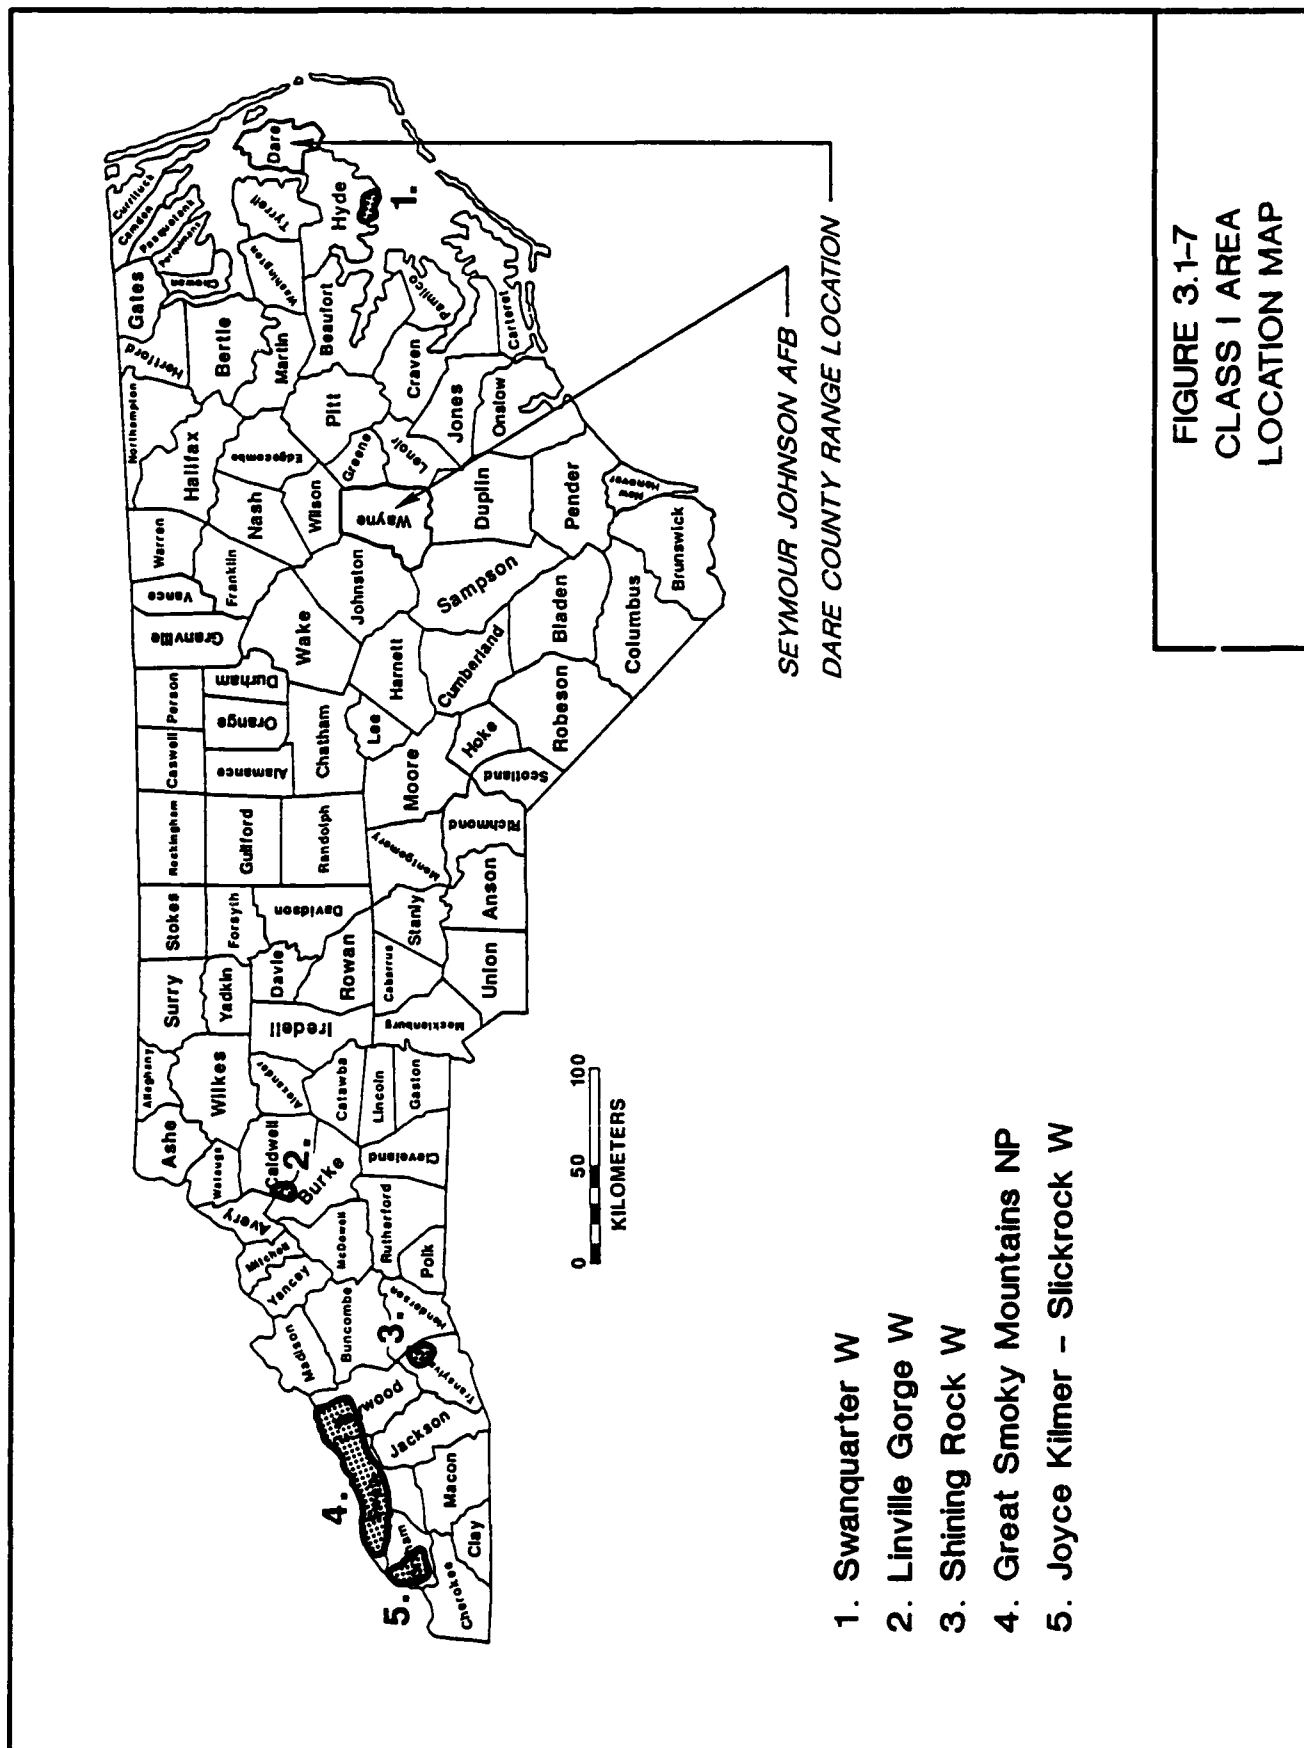 Currituck
Camden
Pasquotank
Perquimans
Chowan
Gates
Hertford
Northampton
Halifax
Bertie
Martin
Washington
Tyrrell
Dare
Hyde
1.
Beaufort
Pamlico
Craven
Carteret
Pitt
Edgecombe
Greene
Lenoir
Jones
Onslow
Warren
Vance
Franklin
Nash
Wilson
Wayne
Duplin
Pender
New
Hanover
Brunswick
Granville
Wake
Johnston
Sampson
Bladen
Columbus
Person
Durham
Orange
Caswell
Alamance
Chatham
Lee
Harnett
Cumberland
Hoke
Robeson
Scotland
Moore
Rockingham
Guilford
Randolph
Montgomery
Richmond
Stokes
Forsyth
Davidson
Stanly
Anson
Surry
Yadkin
Davie
Rowan
Cabarrus
Union
Iredell
Mecklenburg
Alleghany
Wilkes
Alexander
Catawba
Lincoln
Gaston
Ashe
Watauga
Caldwell
2.
Burke
Cleveland
Avery
Mitchell
Yancey
McDowell
Rutherford
Polk
Madison
Buncombe
Henderson
3.
Jackson
Macon
4.
5.
Cherokee
Clay
SEYMOUR JOHNSON AFB
DARE COUNTY RANGE LOCATION
0 50 100
KILOMETERS
1. Swanquarter W
2. Linville Gorge W
3. Shining Rock W
4. Great Smoky Mountains NP
5. Joyce Kilmer – Slickrock W
FIGURE 3.1-7
CLASS I AREA
LOCATION MAP